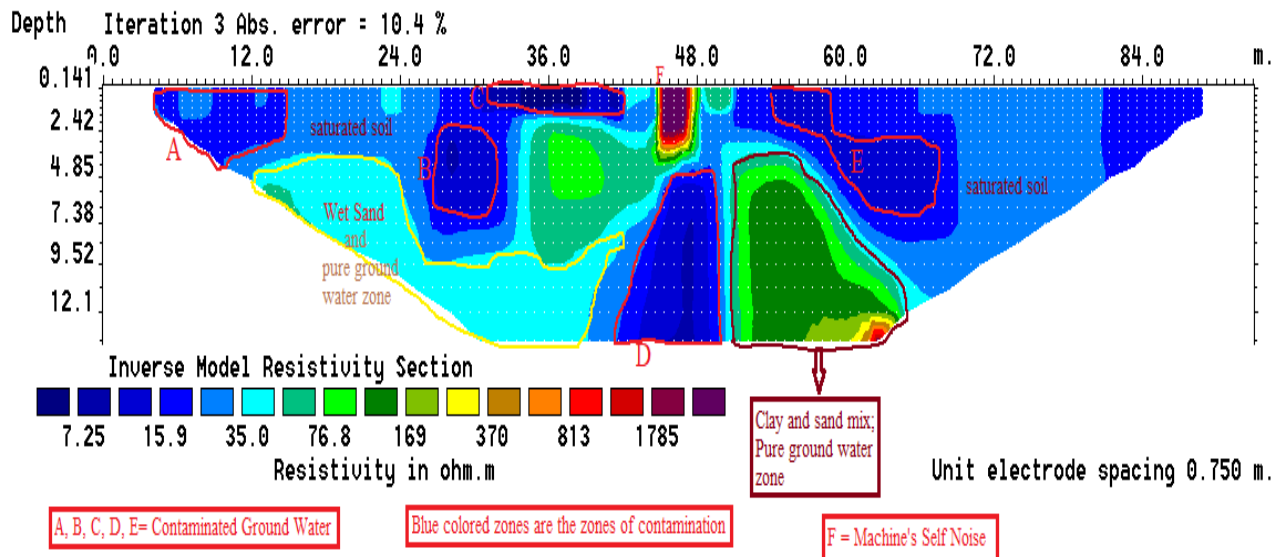 Depth Iteration 3 Abs. error = 10.4 %
0.0 12.0 24.0 36.0 48.0 60.0 72.0 84.0 m.
0.141
2.42
4.85
7.38
9.52
12.1
F
C
A
saturated soil
B
E
saturated soil
Wet Sand
and
pure ground
water zone
D
Inverse Model Resistivity Section
7.25 15.9 35.0 76.8 169 370 813 1785
Resistivity in ohm.m
Clay and sand mix;
Pure ground water
zone
Unit electrode spacing 0.750 m.
A, B, C, D, E= Contaminated Ground Water
Blue colored zones are the zones of contamination
F = Machine's Self Noise